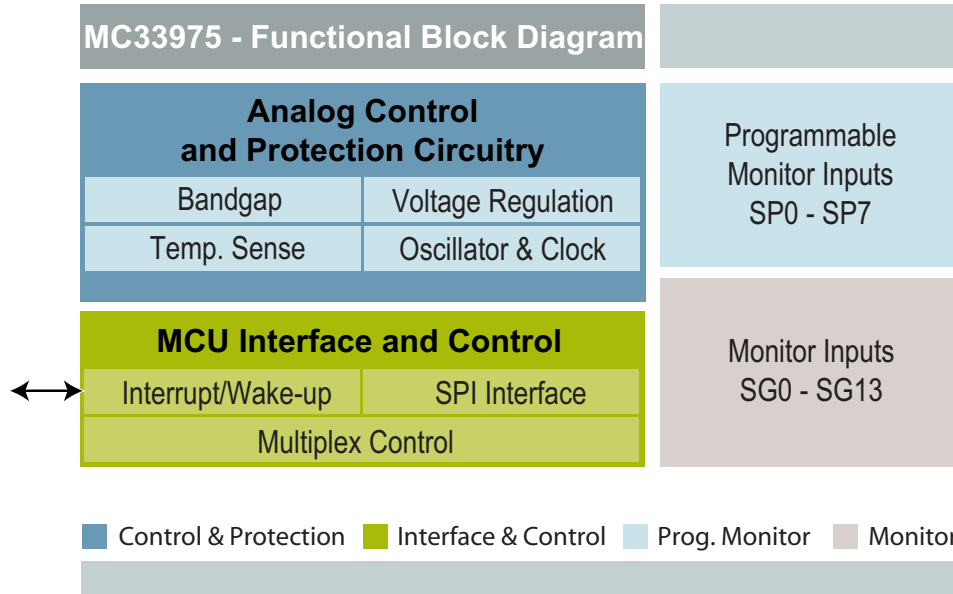 MC33975 - Functional Block Diagram
Analog Control
and Protection Circuitry
Bandgap
Voltage Regulation
Temp. Sense
Oscillator & Clock
Programmable
Monitor Inputs
SP0 - SP7
MCU Interface and Control
Interrupt/Wake-up
SPI Interface
Multiplex Control
Monitor Inputs
SG0 - SG13
Control & Protection
Interface & Control
Prog. Monitor
Monitor